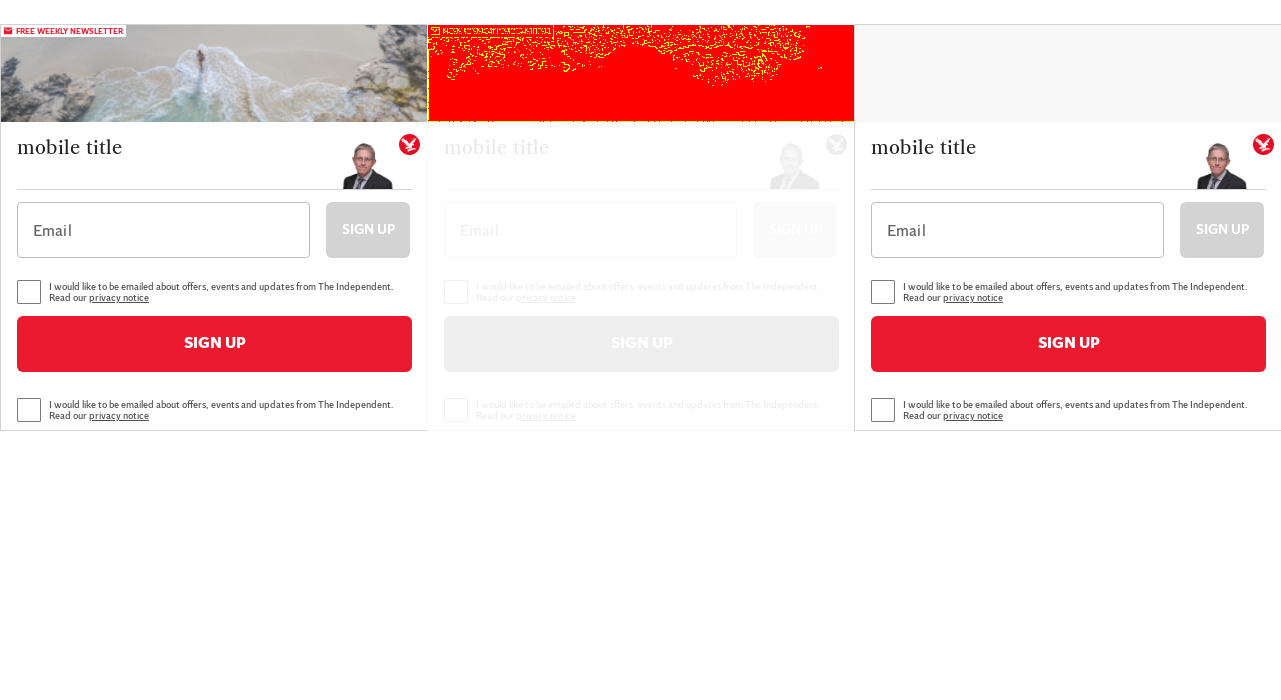 FREE WEEKLY NEWSLETTER
mobile title
Email
SIGN UP
I would like to be emailed about offers, events and updates from The Independent.
Read our privacy notice
SIGN UP
I would like to be emailed about offers, events and updates from The Independent.
Read our privacy notice
mobile title
Email
SIGN UP
I would like to be emailed about offers, events and updates from The Independent.
Read our privacy notice
SIGN UP
I would like to be emailed about offers, events and updates from The Independent.
Read our privacy notice
mobile title
Email
SIGN UP
I would like to be emailed about offers, events and updates from The Independent.
Read our privacy notice
SIGN UP
I would like to be emailed about offers, events and updates from The Independent.
Read our privacy notice